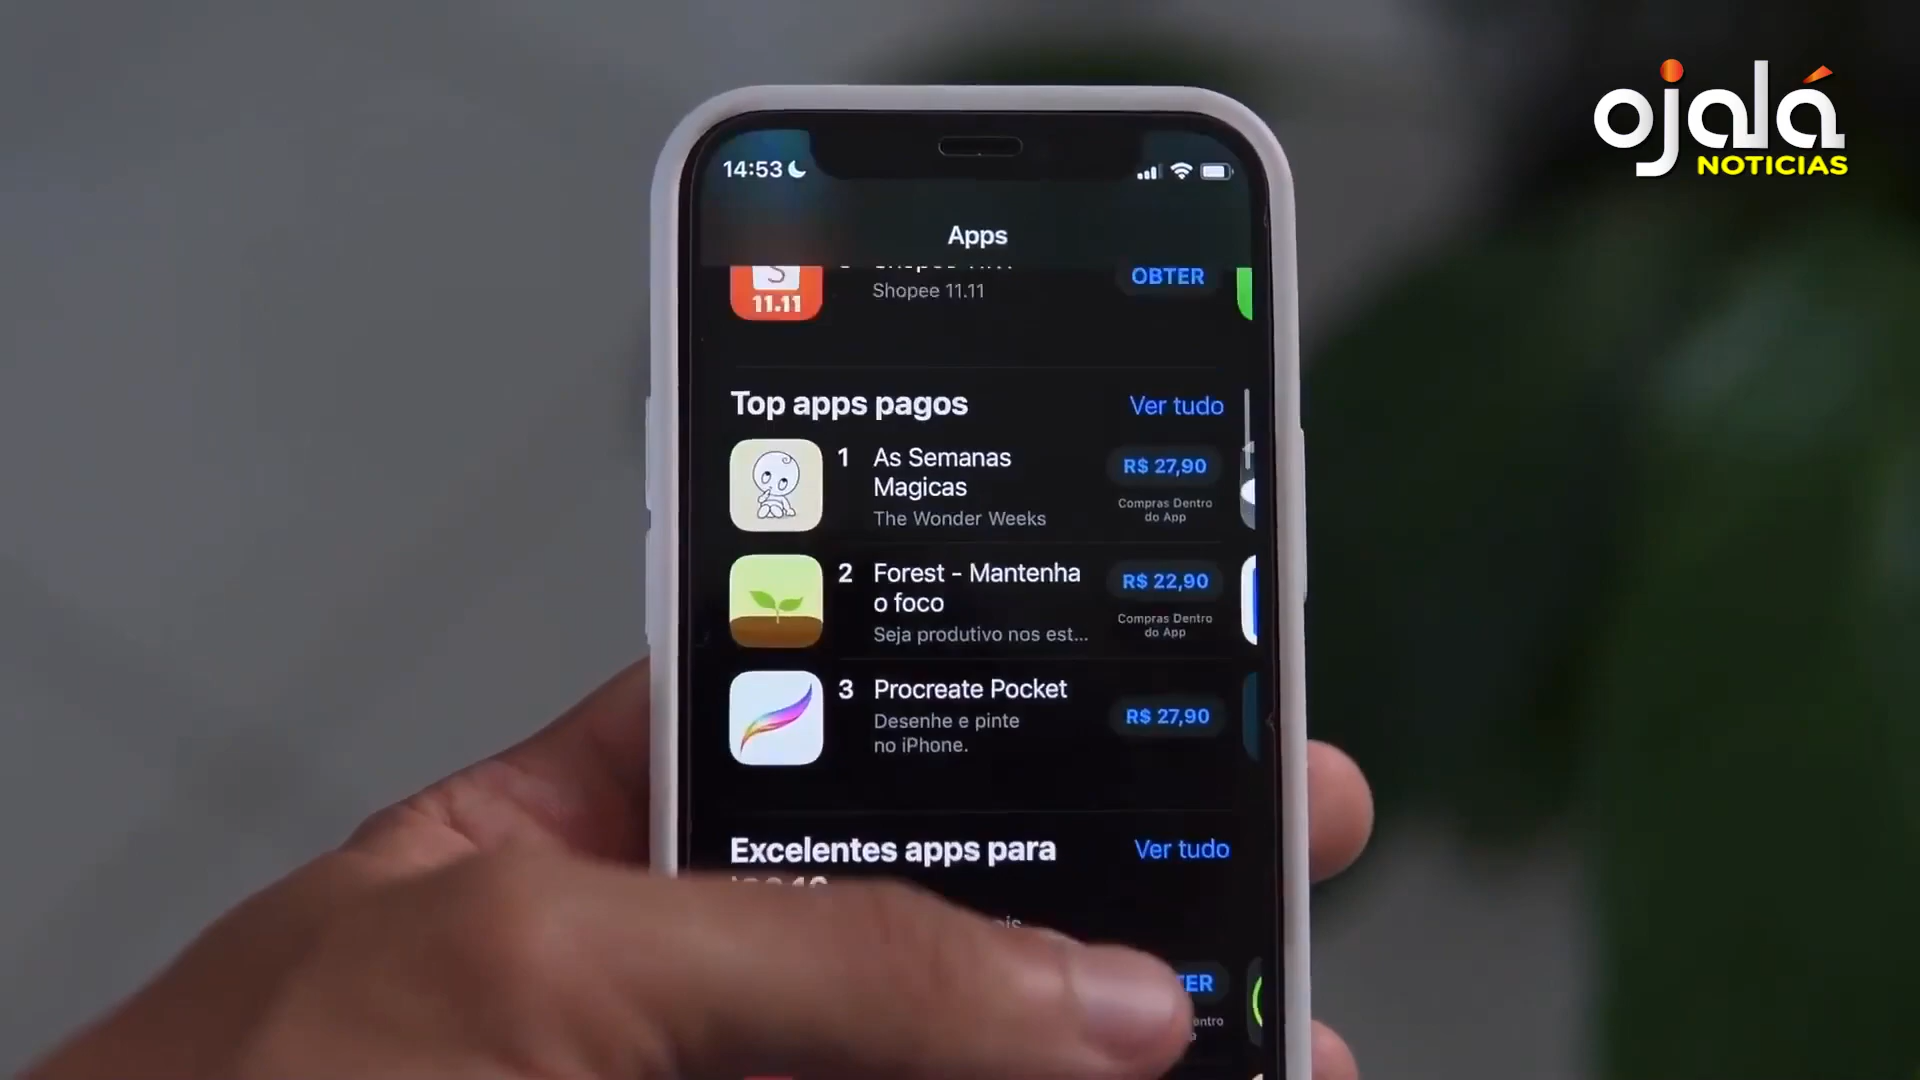 ojalá
NOTICIAS
14:53
Apps
11.11
Shopee 11.11
OBTER
Top apps pagos
Ver tudo
1
As Semanas
Magicas
The Wonder Weeks
R$ 27,90
Compras Dentro
do App
2
Forest - Mantenha
o foco
Seja produtivo nos est...
R$ 22,90
Compras Dentro
do App
3
Procreate Pocket
Desenhe e pinte
no iPhone.
R$ 27,90
Excelentes apps para
Ver tudo